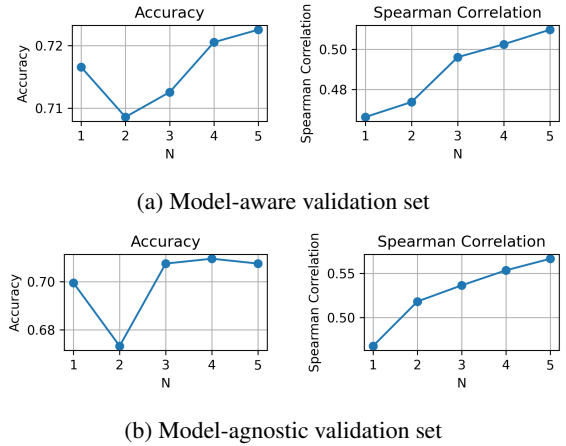 Accuracy
Spearman Correlation
Accuracy
0.72
0.71
1 2 3 4 5
N
Spearman Correlation
0.50
0.48
1 2 3 4 5
N
(a) Model-aware validation set
Accuracy
Spearman Correlation
Accuracy
0.70
0.68
1 2 3 4 5
N
Spearman Correlation
0.55
0.50
1 2 3 4 5
N
(b) Model-agnostic validation set